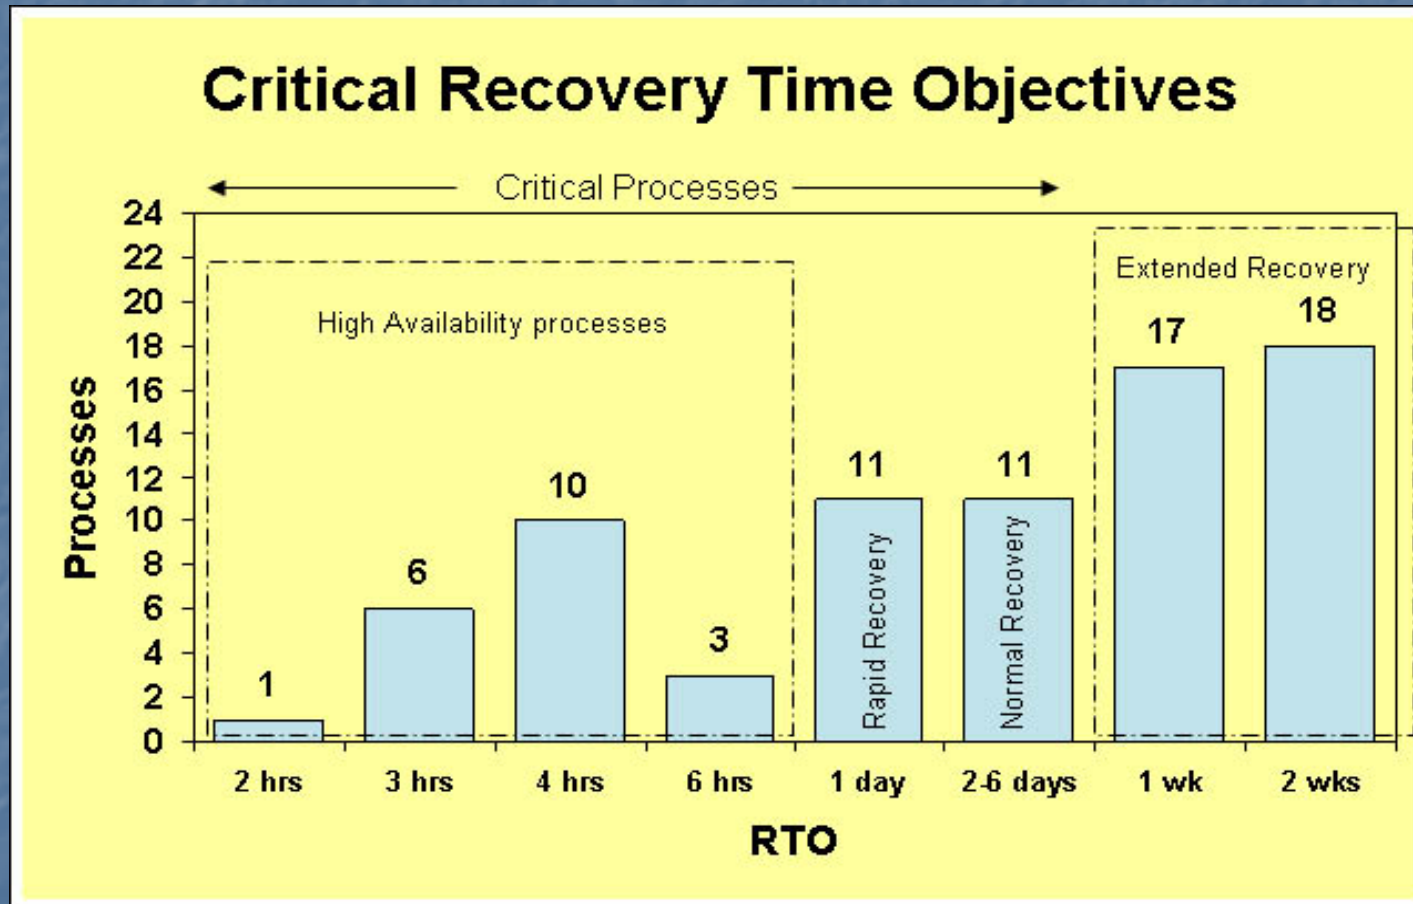 Critical Recovery Time Objectives
Critical Processes
24
22
20
18
16
14
12
10
8
6
4
2
0
Processes
High Availability processes
Extended Recovery
1
6
10
3
11
11
17
18
Rapid Recovery
Normal Recovery
2 hrs
3 hrs
4 hrs
6 hrs
1 day
2-6 days
1 wk
2 wks
RTO